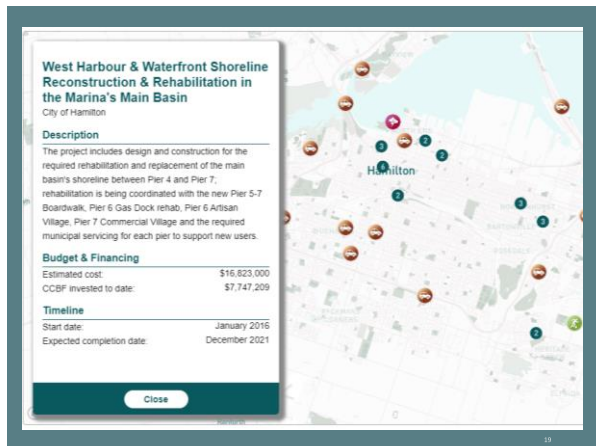 West Harbour & Waterfront Shoreline
Reconstruction & Rehabilitation in
the Marina's Main Basin
City of Hamilton
Description
The project includes design and construction for the
required rehabilitation and replacement of the main
basin's shoreline between Pier 4 and Pier 7;
rehabilitation is being coordinated with the new Pier 5-7
Boardwalk, Pier 6 Gas Dock rehab, Pier 6 Artisan
Village, Pier 7 Commercial Village and the required
municipal servicing for each pier to support new users.
Budget & Financing
Estimated cost: $16,823,000
CCBF invested to date: $7,747,209
Timeline
Start date: January 2016
Expected completion date: December 2021
Close
3
2
2
6
Hamilton
2
3
3
2
19